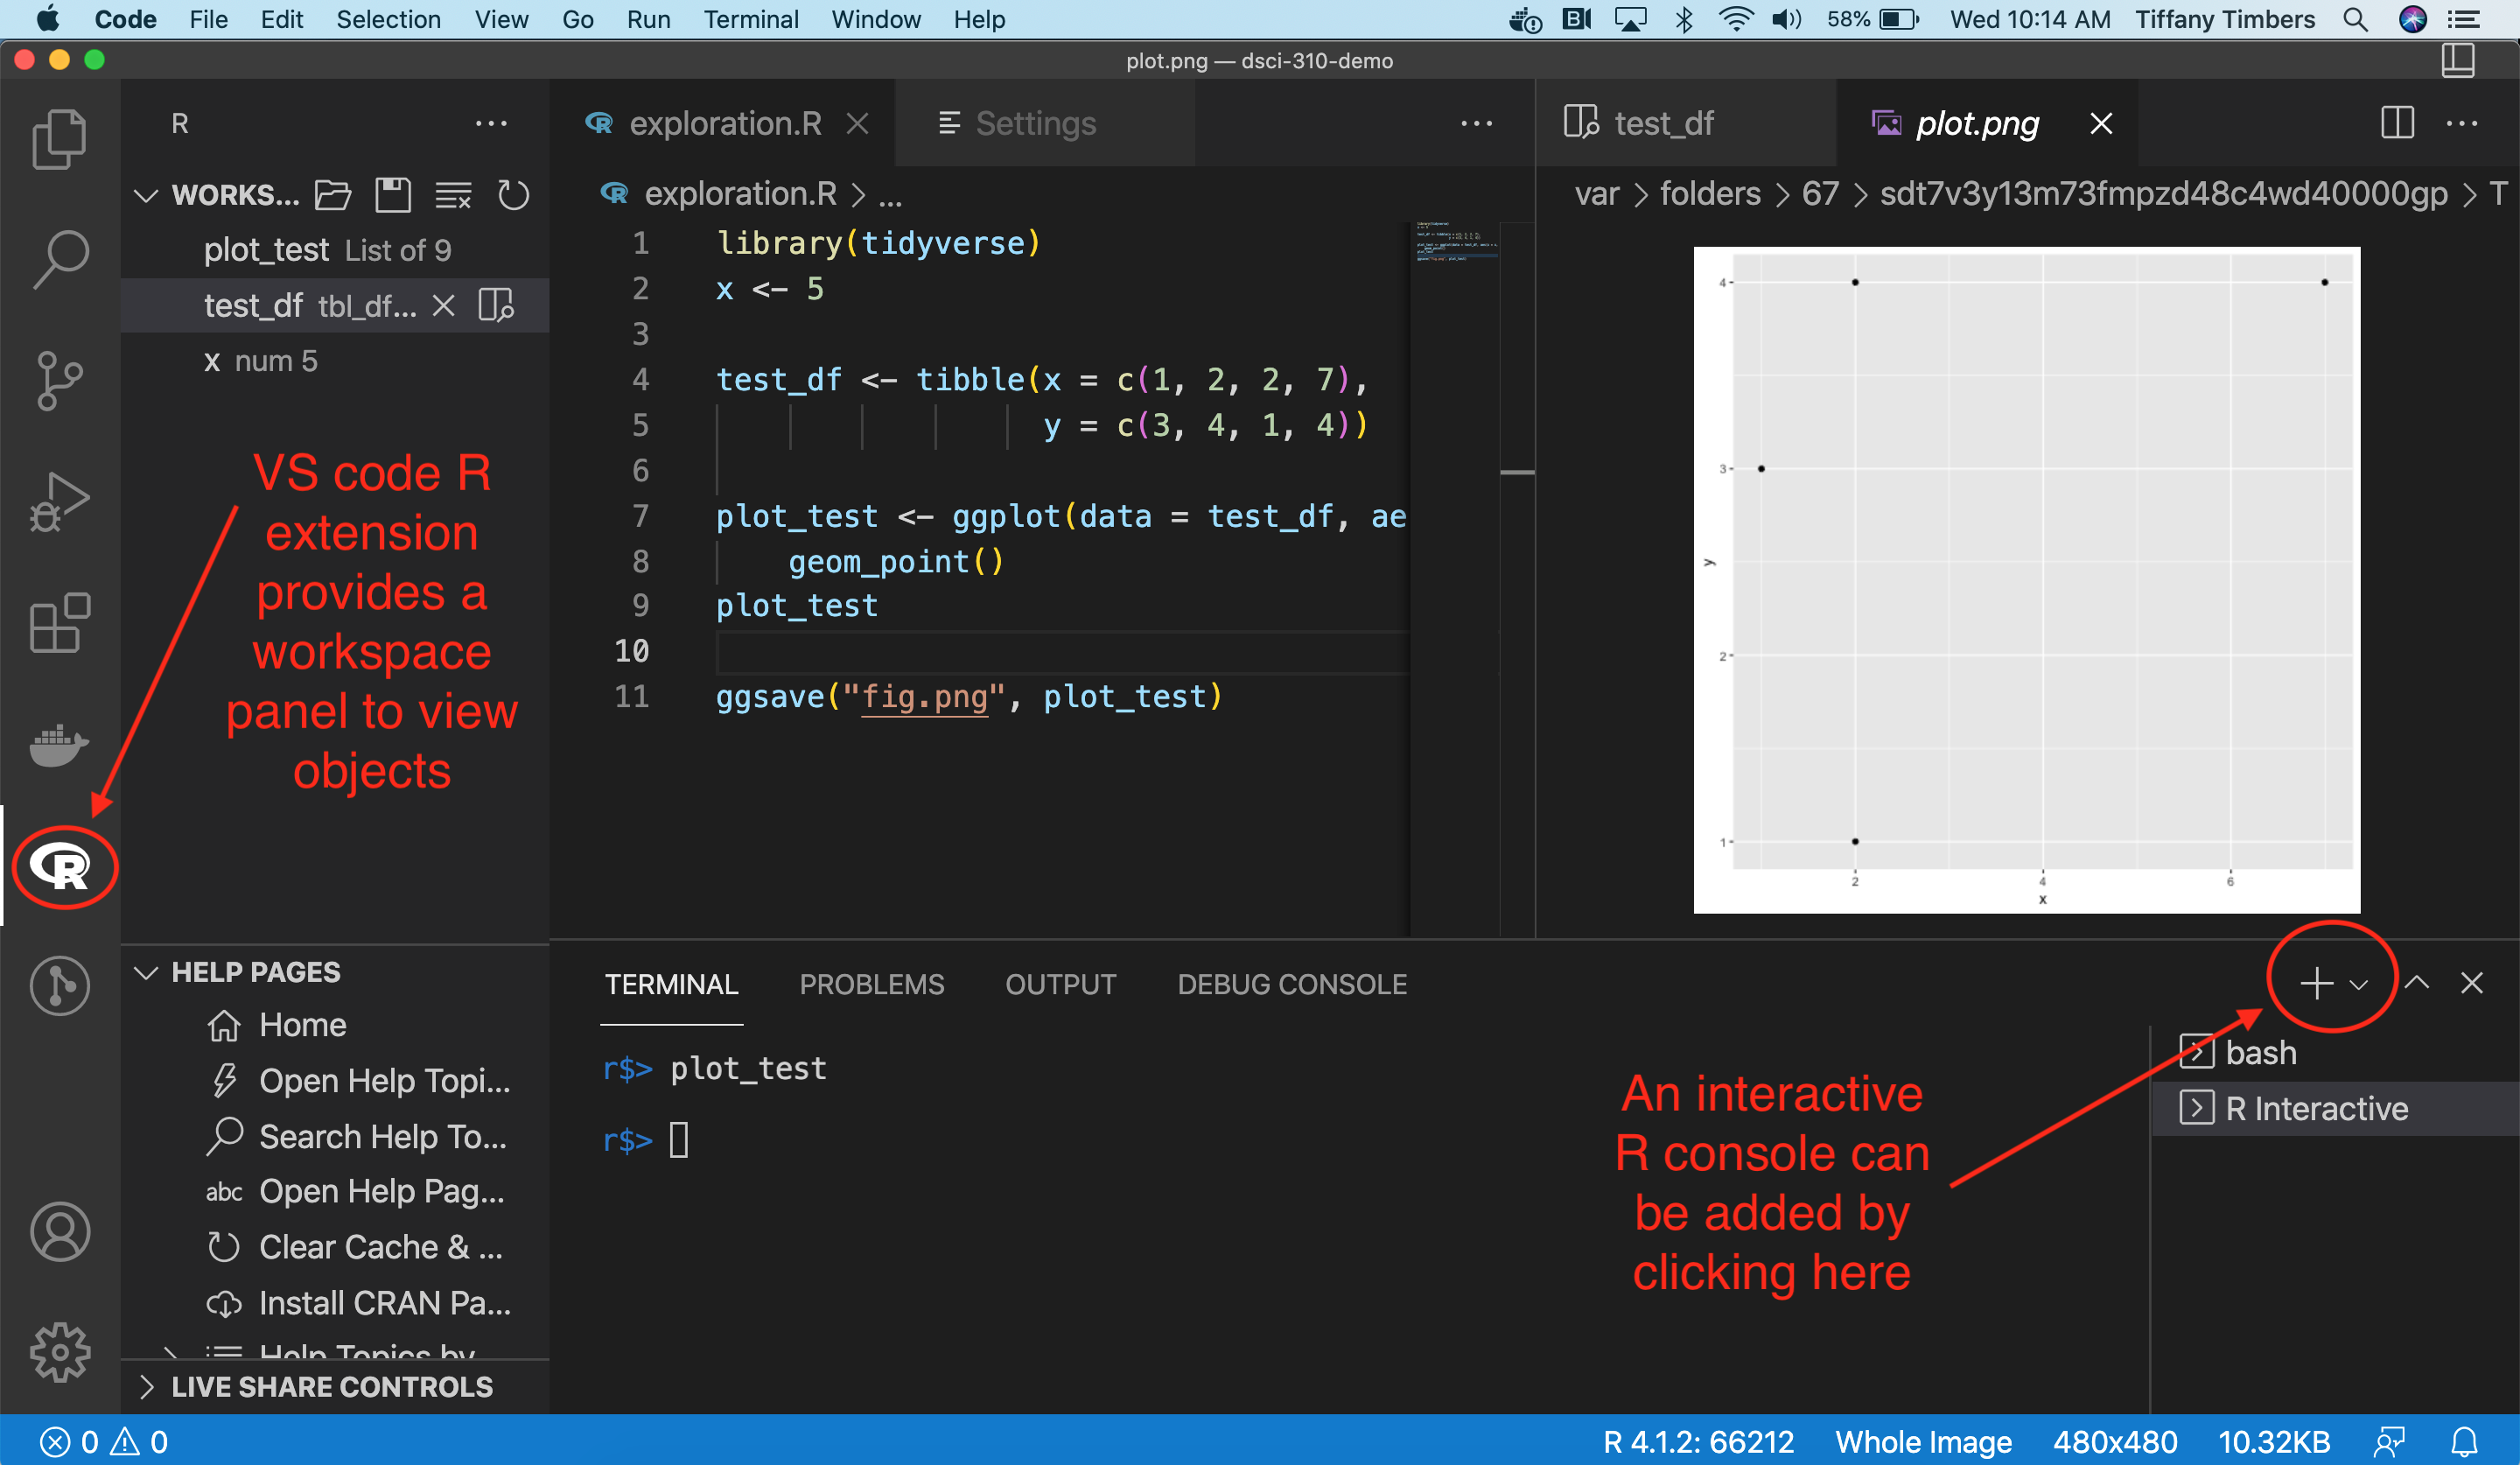 Code File Edit Selection View Go Run Terminal Window Help 58% Wed 10:14 AM Tiffany Timbers
plot.png — dsci-310-demo
R
WORKS...
plot_test List of 9
test_df tbl_df...
x num 5
VS code R
extension
provides a
workspace
panel to view
objects
HELP PAGES
Home
Open Help Topi...
Search Help To...
abc Open Help Pag...
Clear Cache & ...
Install CRAN Pa...
Help Topics by
LIVE SHARE CONTROLS
exploration.R Settings
exploration.R > ...
1 library(tidyverse)
2 x <- 5
3
4 test_df <- tibble(x = c(1, 2, 2, 7),
5 y = c(3, 4, 1, 4))
6
7 plot_test <- ggplot(data = test_df, ae
8 geom_point()
9 plot_test
10
11 ggsave("fig.png", plot_test)
test_df plot.png
var > folders > 67 > sdt7v3y13m73fmpzd48c4wd40000gp > T
4
3
y
2
1
2 4 6
x
TERMINAL PROBLEMS OUTPUT DEBUG CONSOLE
r$> plot_test
r$>
An interactive
R console can
be added by
clicking here
bash
R Interactive
0 0 R 4.1.2: 66212 Whole Image 480x480 10.32KB